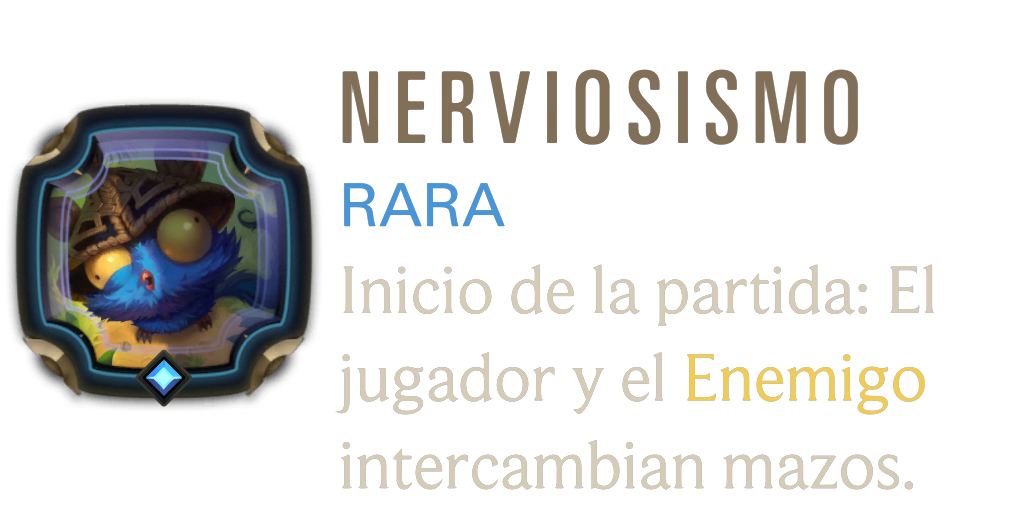 NERVIOSISMO
RARA
Inicio de la partida: El
jugador y el Enemigo
intercambian mazos.